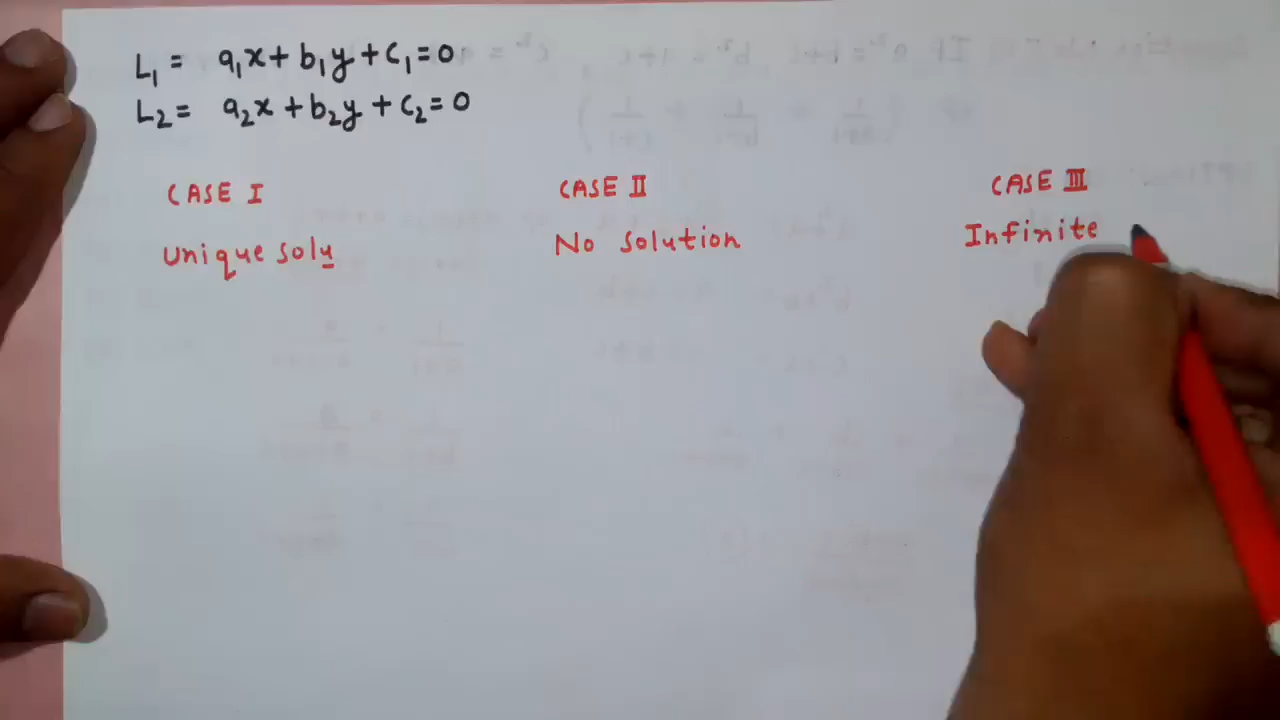 L₁ = a₁x + b₁y + c₁ = 0
L₂ = a₂x + b₂y + c₂ = 0
CASE I
CASE II
CASE III
Unique solu
No solution
Infinite